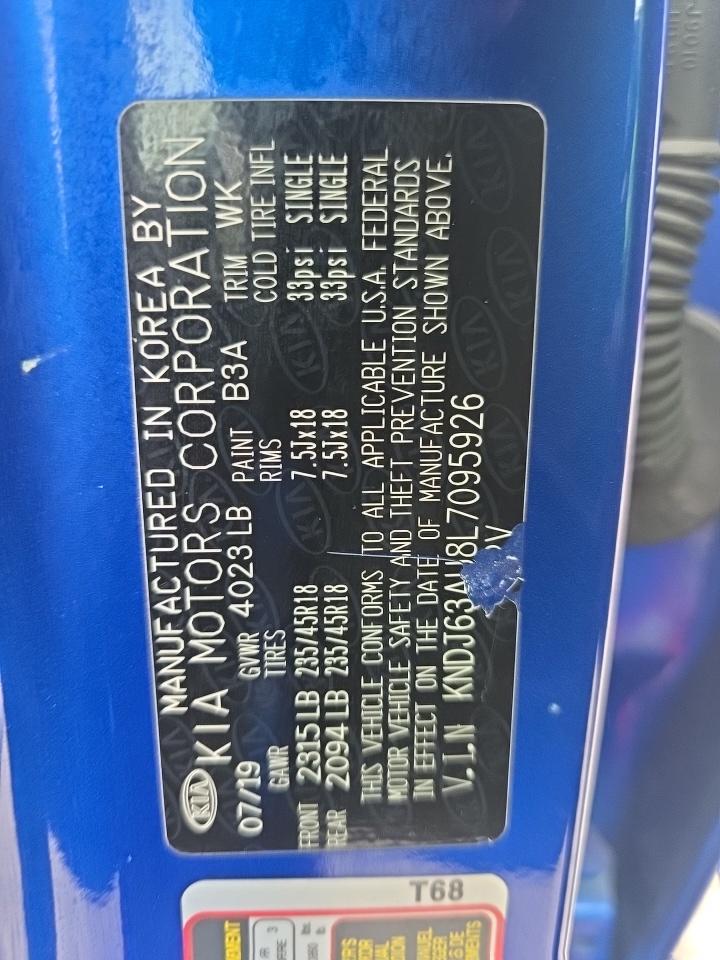 KIA MANUFACTURED IN KOREA BY
KIA MOTORS CORPORATION
07/19 GVWR 4023 LB PAINT B3A TRIM WK
GAWR TIRES RIMS COLD TIRE INFL
FRONT 2315 LB 235/45R18 7.5Jx18 33psi SINGLE
REAR 2094 LB 235/45R18 7.5Jx18 33psi SINGLE
THIS VEHICLE CONFORMS TO ALL APPLICABLE U.S.A. FEDERAL
MOTOR VEHICLE SAFETY AND THEFT PREVENTION STANDARDS
IN EFFECT ON THE DATE OF MANUFACTURE SHOWN ABOVE.
V.I.N KNDJ63AU8L7095926
T68